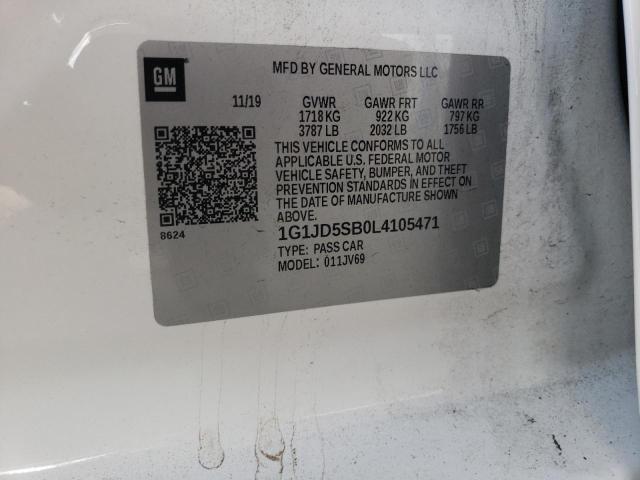 GM
MFD BY GENERAL MOTORS LLC
11/19 GVWR GAWR FRT GAWR RR
1718 KG 922 KG 797 KG
3787 LB 2032 LB 1756 LB
THIS VEHICLE CONFORMS TO ALL
APPLICABLE U.S. FEDERAL MOTOR
VEHICLE SAFETY, BUMPER, AND THEFT
PREVENTION STANDARDS IN EFFECT ON
THE DATE OF MANUFACTURE SHOWN
ABOVE.
8624
1G1JD5SB0L4105471
TYPE: PASS CAR
MODEL: 011JV69